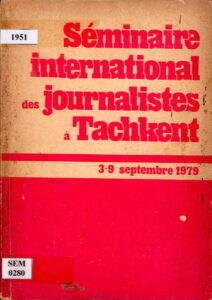 1951
Séminaire
international
des journalistes
à Tachkent
3-9 septembre 1979
SEM
0280